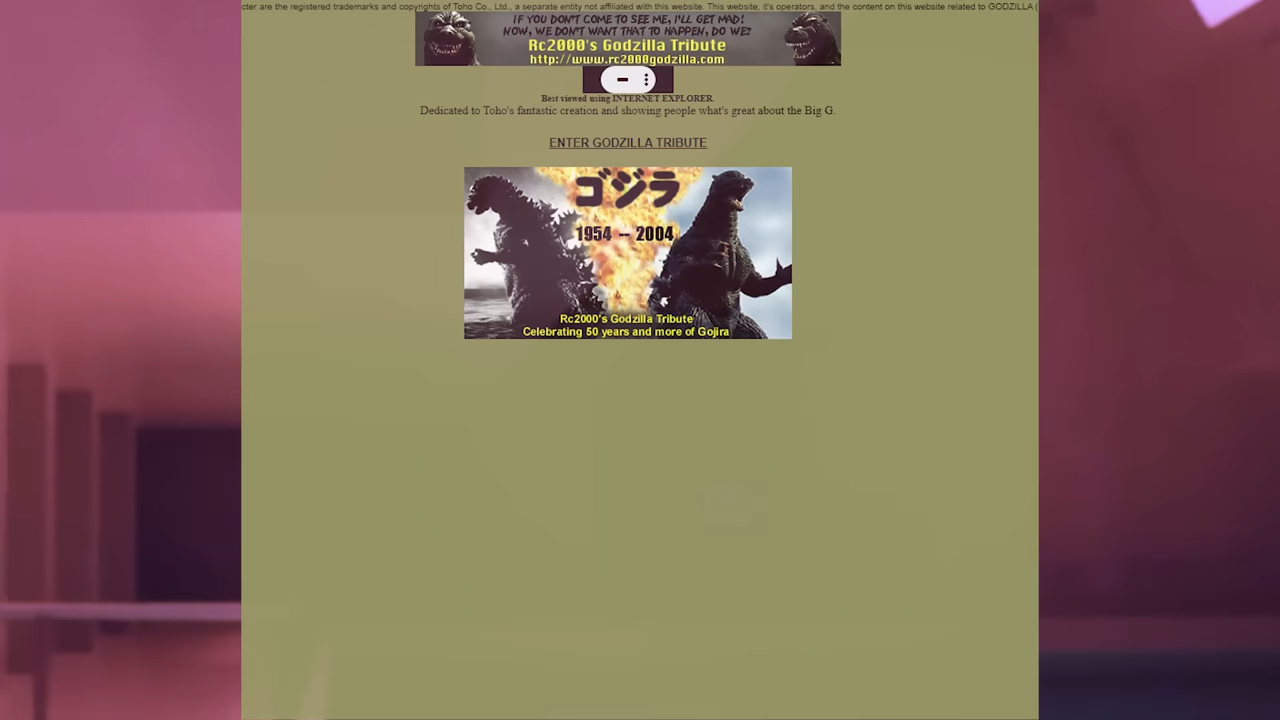 cter are the registered trademarks and copyrights of Toho Co., Ltd., a separate entity not affiliated with this website. This website, it's operators, and the content on this website related to GODZILLA (
IF YOU DON'T COME TO SEE ME, I'LL GET MAD!
NOW, WE DON'T WANT THAT TO HAPPEN, DO WE?
Rc2000's Godzilla Tribute
http://www.rc2000godzilla.com
Best viewed using INTERNET EXPLORER.
Dedicated to Toho's fantastic creation and showing people what's great about the Big G.
ENTER GODZILLA TRIBUTE
ゴジラ
1954 -- 2004
Rc2000's Godzilla Tribute
Celebrating 50 years and more of Gojira